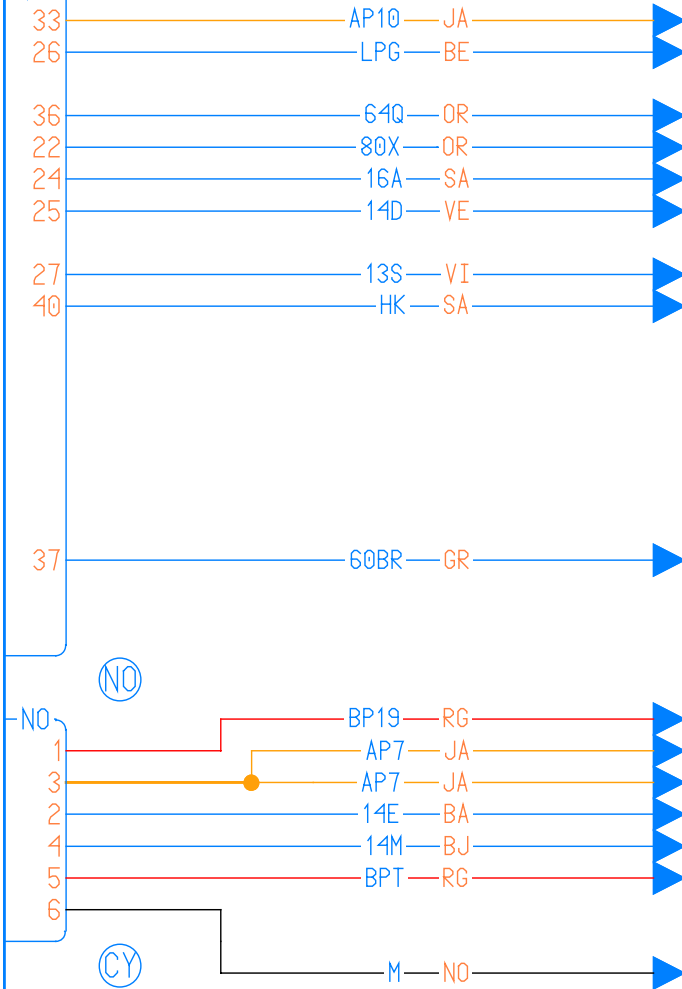 33 AP10 JA
26 LPG BE
36 64Q OR
22 80X OR
24 16A SA
25 14D VE
27 13S VI
40 HK SA
37 60BR GR
NO
NO BP19 RG
1 AP7 JA
3 AP7 JA
2 14E BA
4 14M BJ
5 BPT RG
6
CY M NO